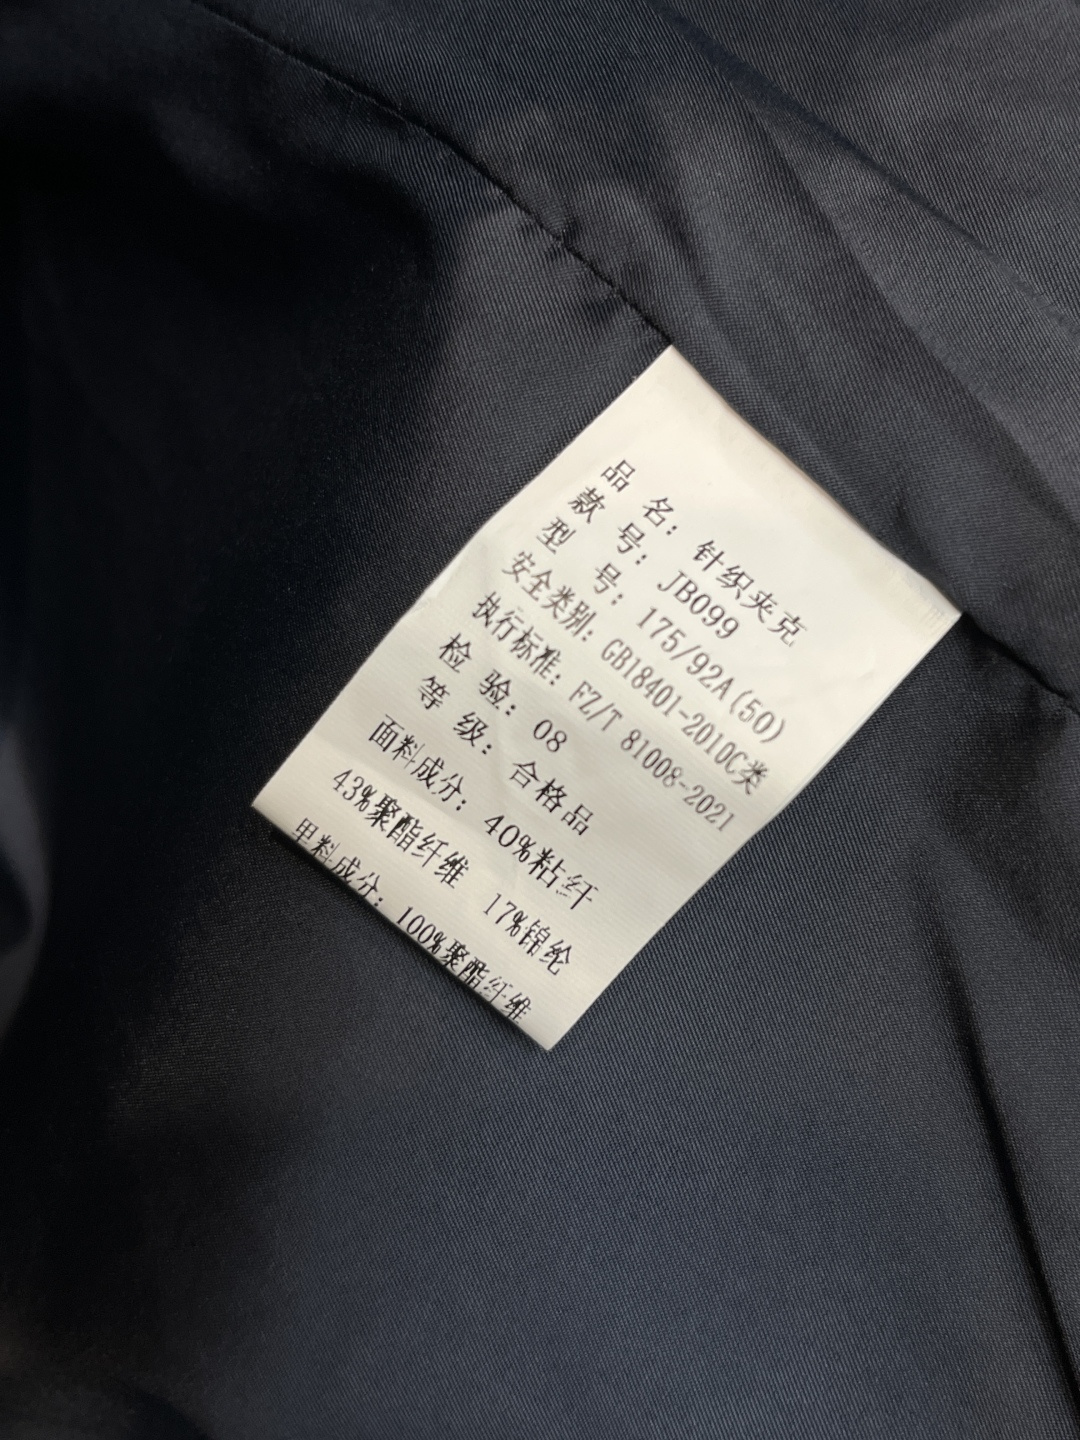 品 名：针织夹克
款 号：JB099
型 号：175/92A(50)
安全类别：GB18401-2010C类
执行标准：FZ/T 81008-2021
检 验：08
等 级：合格品
面料成分：40%粘纤
43%聚酯纤维 17%锦纶
里料成分：100%聚酯纤维